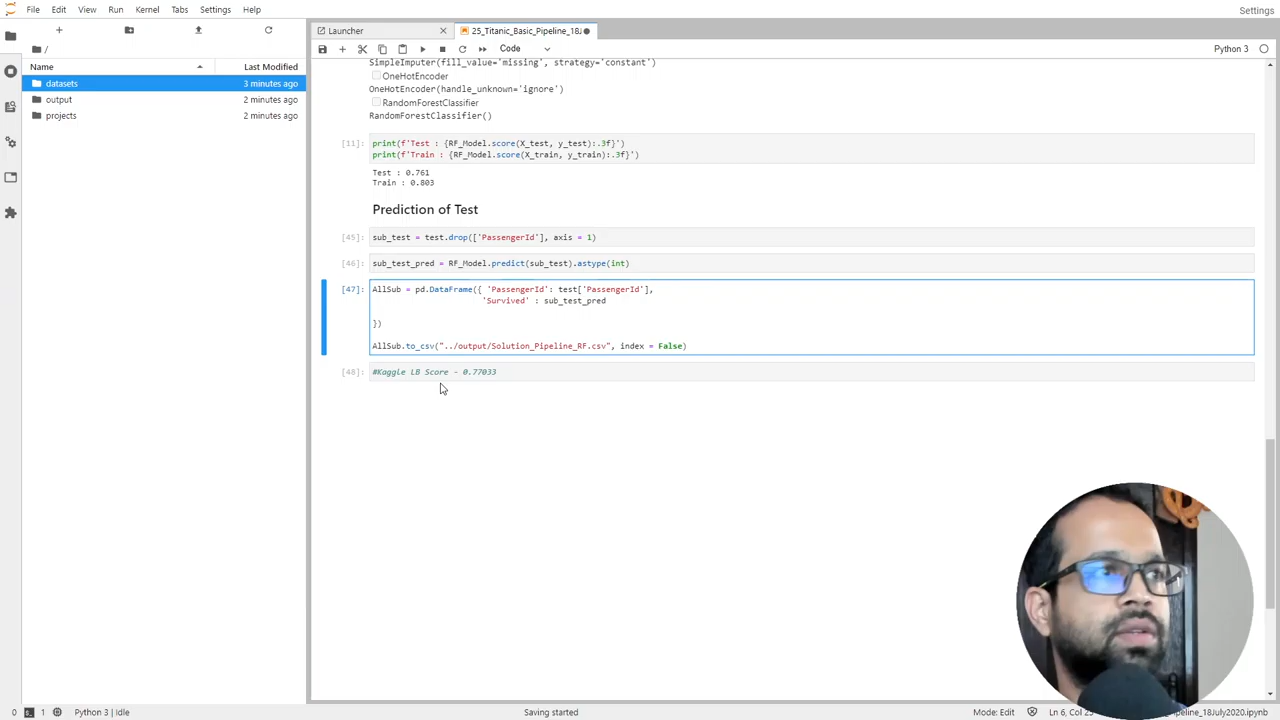 File Edit View Run Kernel Tabs Settings Help
Settings
Launcher
25_Titanic_Basic_Pipeline_18J
Code
Python 3
/
Name Last Modified
datasets 3 minutes ago
output 2 minutes ago
projects 2 minutes ago
SimpleImputer(fill_value='missing', strategy='constant')
OneHotEncoder
OneHotEncoder(handle_unknown='ignore')
RandomForestClassifier
RandomForestClassifier()
[11]: print(f'Test : {RF_Model.score(X_test, y_test):.3f}')
print(f'Train : {RF_Model.score(X_train, y_train):.3f}')
Test : 0.761
Train : 0.803
Prediction of Test
[45]: sub_test = test.drop(['PassengerId'], axis = 1)
[46]: sub_test_pred = RF_Model.predict(sub_test).astype(int)
[47]: AllSub = pd.DataFrame({ 'PassengerId': test['PassengerId'],
'Survived' : sub_test_pred
})
AllSub.to_csv("../output/Solution_Pipeline_RF.csv", index = False)
[48]: #Kaggle LB Score - 0.77033
0 1 Python 3 | Idle
Saving started
Mode: Edit
Ln 6, Col
peline_18July2020.ipynb